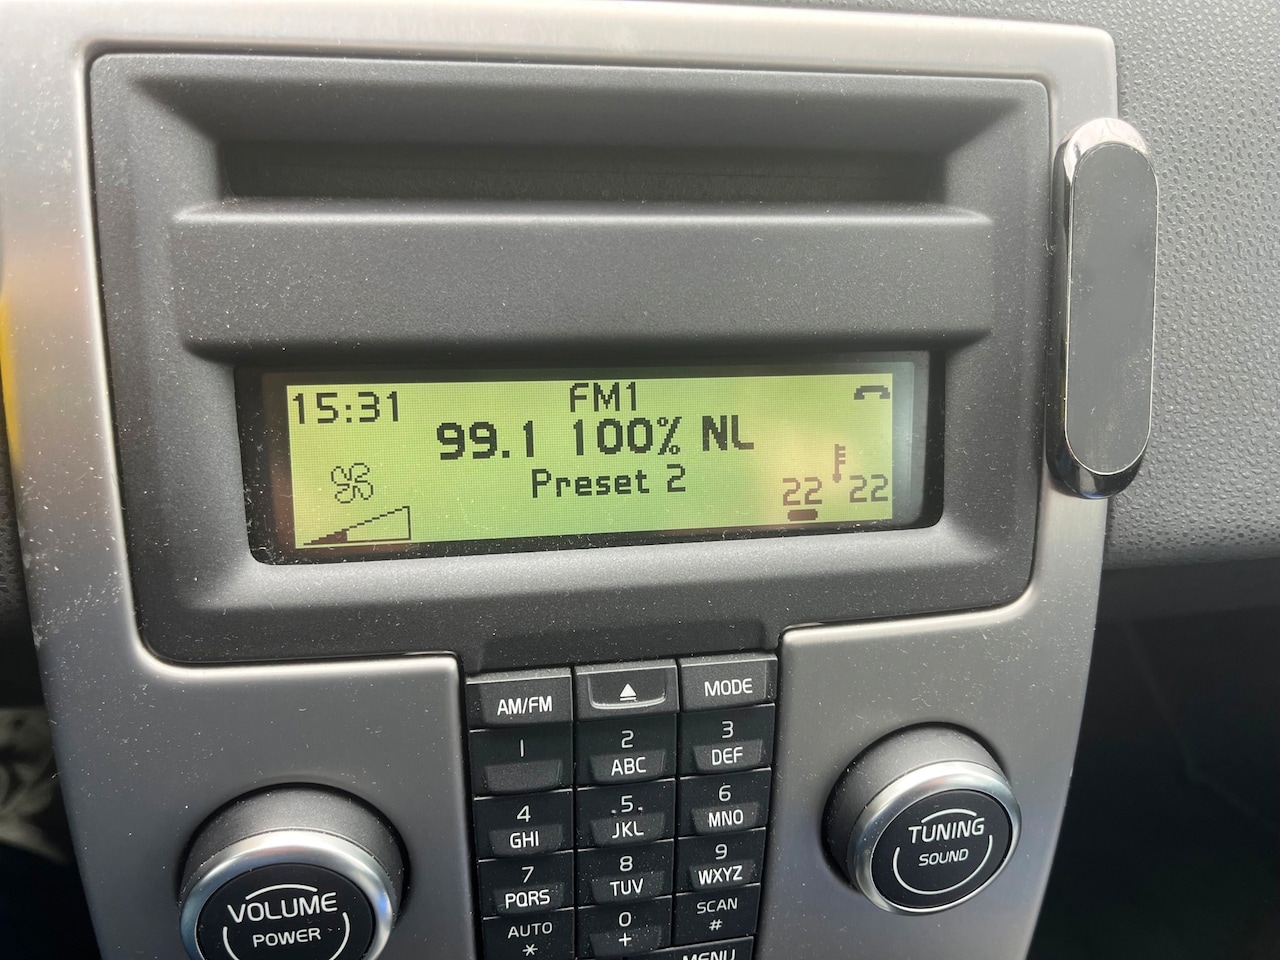 15:31 FM1
99.1 100% NL
Preset 2
22 22
AM/FM MODE
1 2 ABC 3 DEF
4 GHI 5 JKL 6 MNO
7 PQRS 8 TUV 9 WXYZ
AUTO * 0 + SCAN #
MENU
VOLUME
POWER
TUNING
SOUND